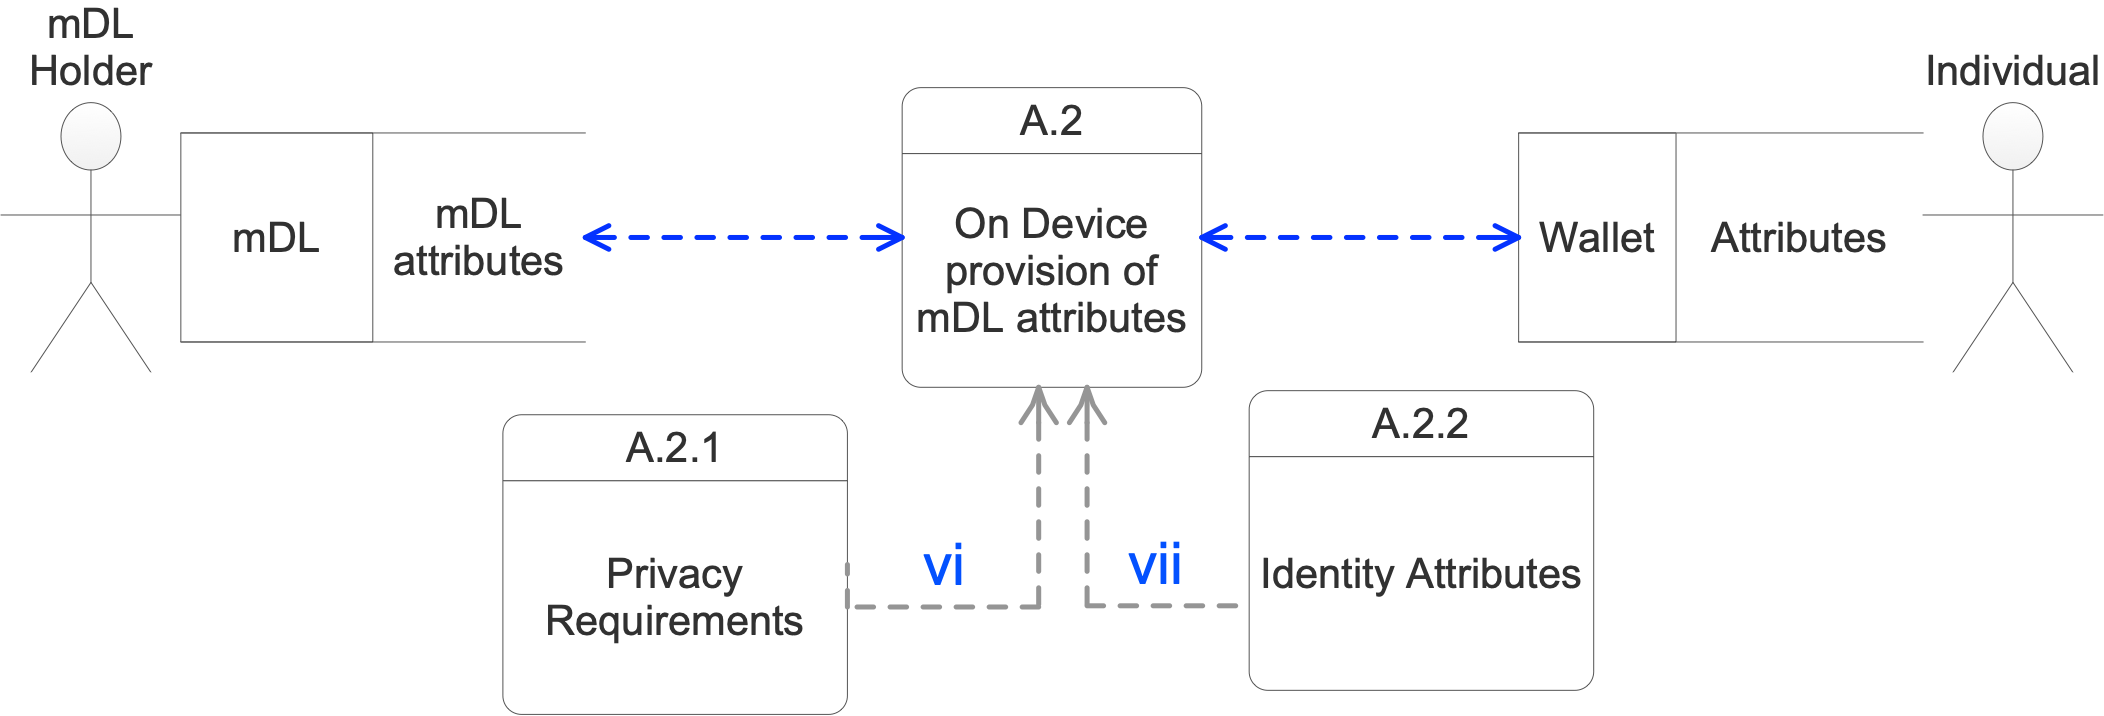 mDL
Holder
Individual
A.2
mDL
mDL
attributes
On Device
provision of
mDL attributes
Wallet
Attributes
A.2.1
A.2.2
Privacy
Requirements
vi
vii
Identity Attributes